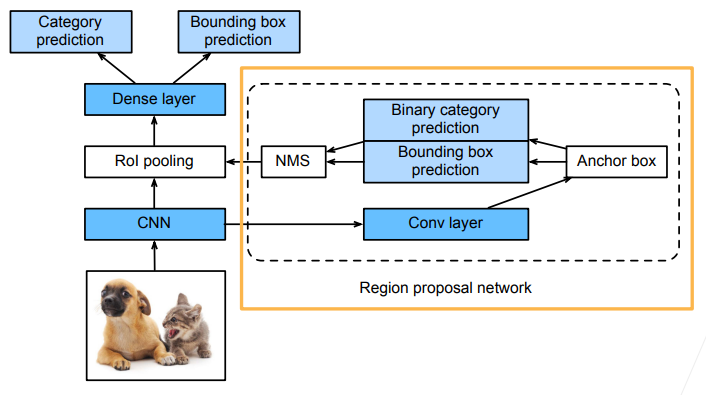 Category
prediction
Bounding box
prediction
Dense layer
Binary category
prediction
RoI pooling
NMS
Bounding box
prediction
Anchor box
CNN
Conv layer
Region proposal network